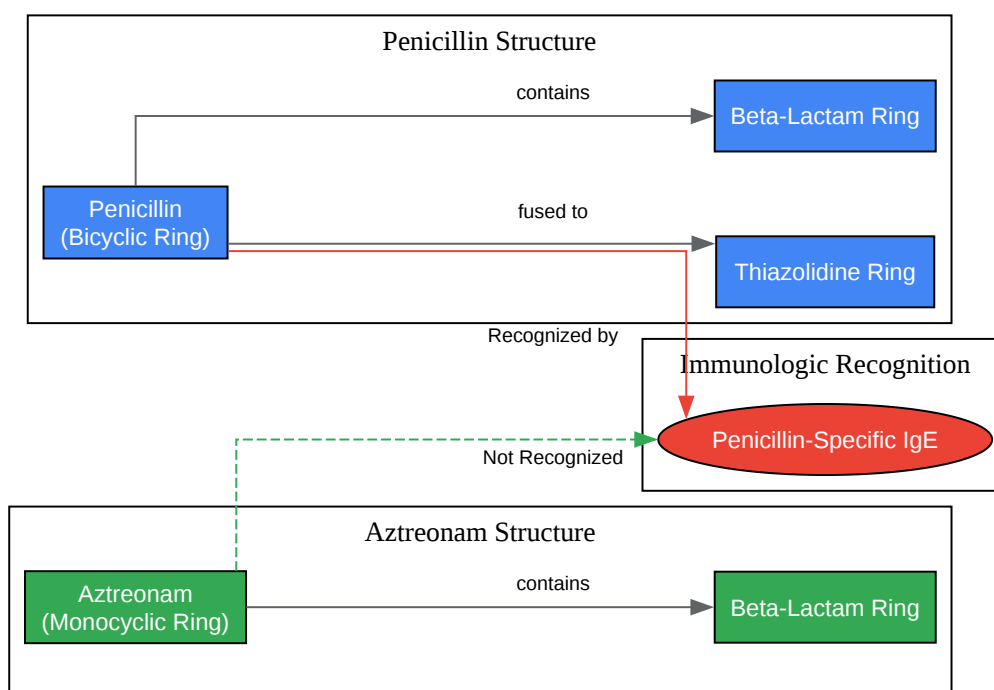 Penicillin Structure
contains
Beta-Lactam Ring
Penicillin
(Bicyclic Ring)
fused to
Thiazolidine Ring
Recognized by
Immunologic Recognition
Penicillin-Specific IgE
Not Recognized
Aztreonam Structure
Aztreonam
(Monocyclic Ring)
contains
Beta-Lactam Ring